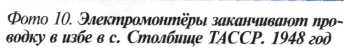 Фото 10. Электромонтёры заканчивают про-
водку в избе в с. Столбище ТАССР. 1948 год